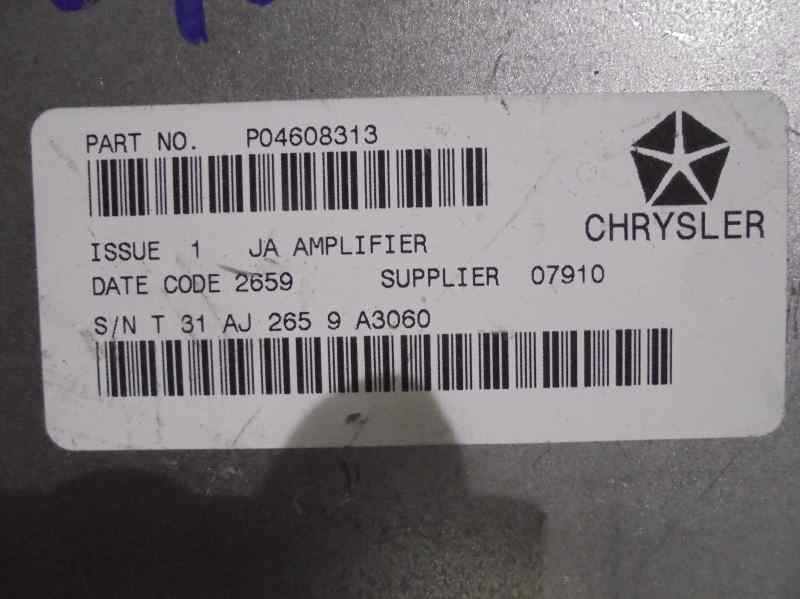 PART NO. P04608313
CHRYSLER
ISSUE 1 JA AMPLIFIER
DATE CODE 2659 SUPPLIER 07910
S/N T 31 AJ 265 9 A3060